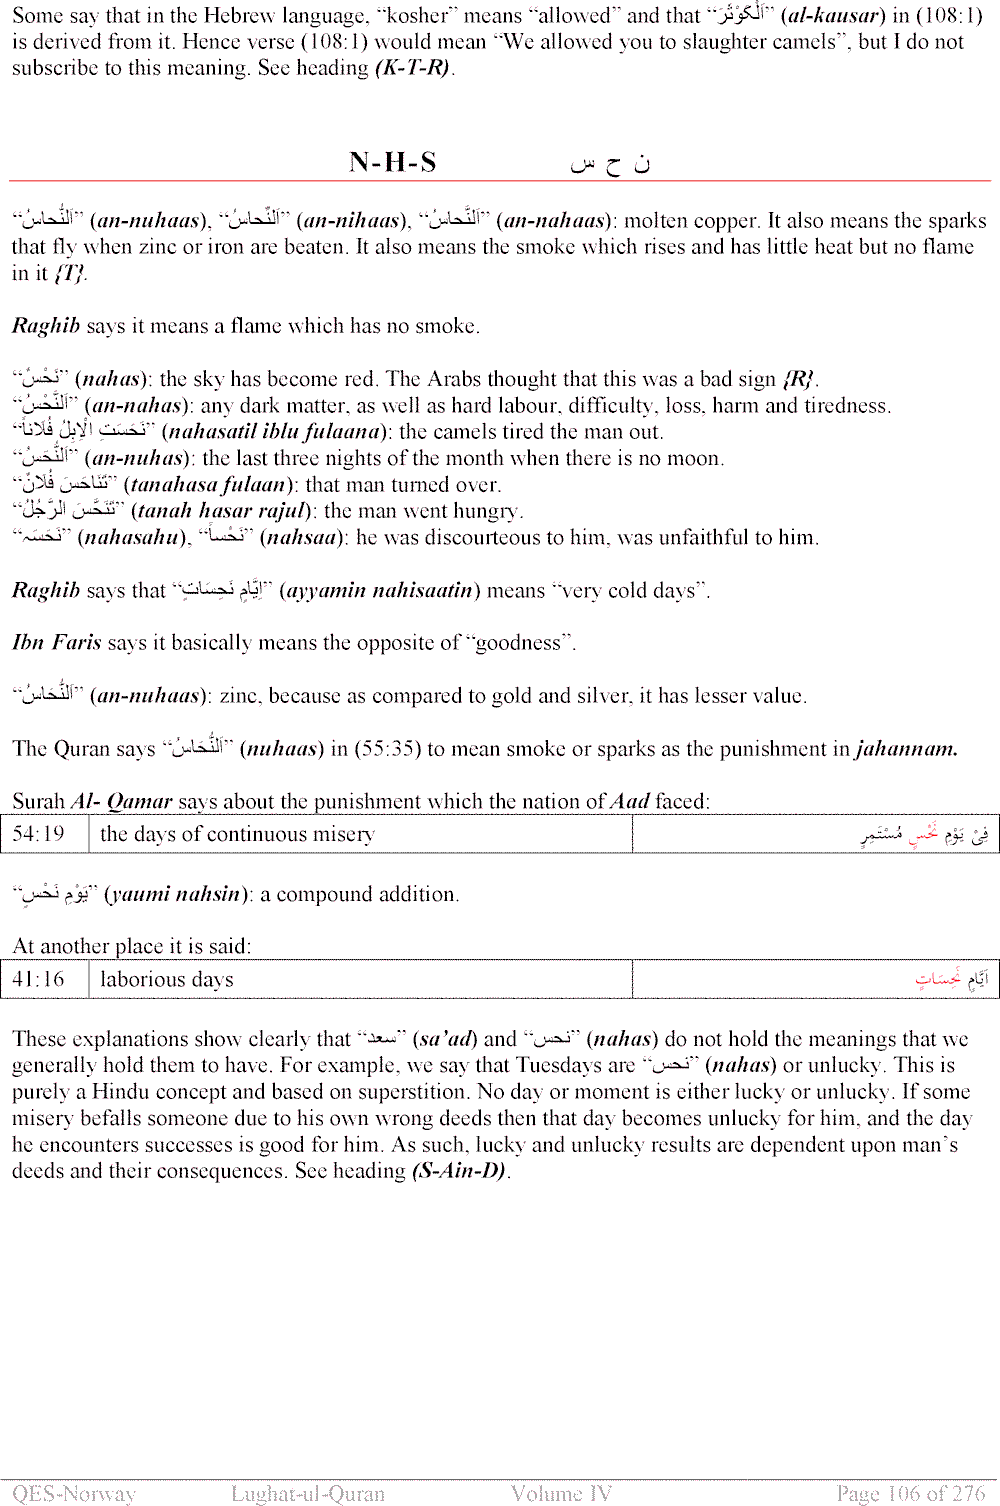 Some say that in the Hebrew language, “kosher” means “allowed” and that “اَلْكَوْثَرَ” (al-kausar) in (108:1)
is derived from it. Hence verse (108:1) would mean “We allowed you to slaughter camels”, but I do not
subscribe to this meaning. See heading (K-T-R).
N-H-S ن ح س
“اَلنُّحاسُ” (an-nuhaas), “اَلنِّحاسُ” (an-nihaas), “اَلنَّحاسُ” (an-nahaas): molten copper. It also means the sparks
that fly when zinc or iron are beaten. It also means the smoke which rises and has little heat but no flame
in it {T}.
Raghib says it means a flame which has no smoke.
“نَحْسٌ” (nahas): the sky has become red. The Arabs thought that this was a bad sign {R}.
“اَلنَّحْسُ” (an-nahas): any dark matter, as well as hard labour, difficulty, loss, harm and tiredness.
“نَحَسَتِ الْاِبِلُ فُلَاناً” (nahasatil iblu fulaana): the camels tired the man out.
“اَلنُّحَسُ” (an-nuhas): the last three nights of the month when there is no moon.
“تَنَاحَسَ فُلَانٌ” (tanahasa fulaan): that man turned over.
“تَنَحَّسَ الرَّجُلُ” (tanah hasar rajul): the man went hungry.
“نَحَسَہ” (nahasahu), “نَحْساً” (nahsaa): he was discourteous to him, was unfaithful to him.
Raghib says that “اِيَّامٍ نَحِسَاتٍ” (ayyamin nahisaatin) means “very cold days”.
Ibn Faris says it basically means the opposite of “goodness”.
“اَلنُّحَاسُ” (an-nuhaas): zinc, because as compared to gold and silver, it has lesser value.
The Quran says “اَلنُّحَاسُ” (nuhaas) in (55:35) to mean smoke or sparks as the punishment in jahannam.
Surah Al- Qamar says about the punishment which the nation of Aad faced:
54:19 the days of continuous misery فِىْ يَوْمِ نَحْسٍ مُسْتَمِرٍ
“يَوْمِ نَحْسٍ” (yaumi nahsin): a compound addition.
At another place it is said:
41:16 laborious days اَيَّامٍ نَحِسَاتٍ
These explanations show clearly that “سعد” (sa’ad) and “نحس” (nahas) do not hold the meanings that we
generally hold them to have. For example, we say that Tuesdays are “نحس” (nahas) or unlucky. This is
purely a Hindu concept and based on superstition. No day or moment is either lucky or unlucky. If some
misery befalls someone due to his own wrong deeds then that day becomes unlucky for him, and the day
he encounters successes is good for him. As such, lucky and unlucky results are dependent upon man’s
deeds and their consequences. See heading (S-Ain-D).
QES-Norway Lughat-ul-Quran Volume IV Page 106 of 276